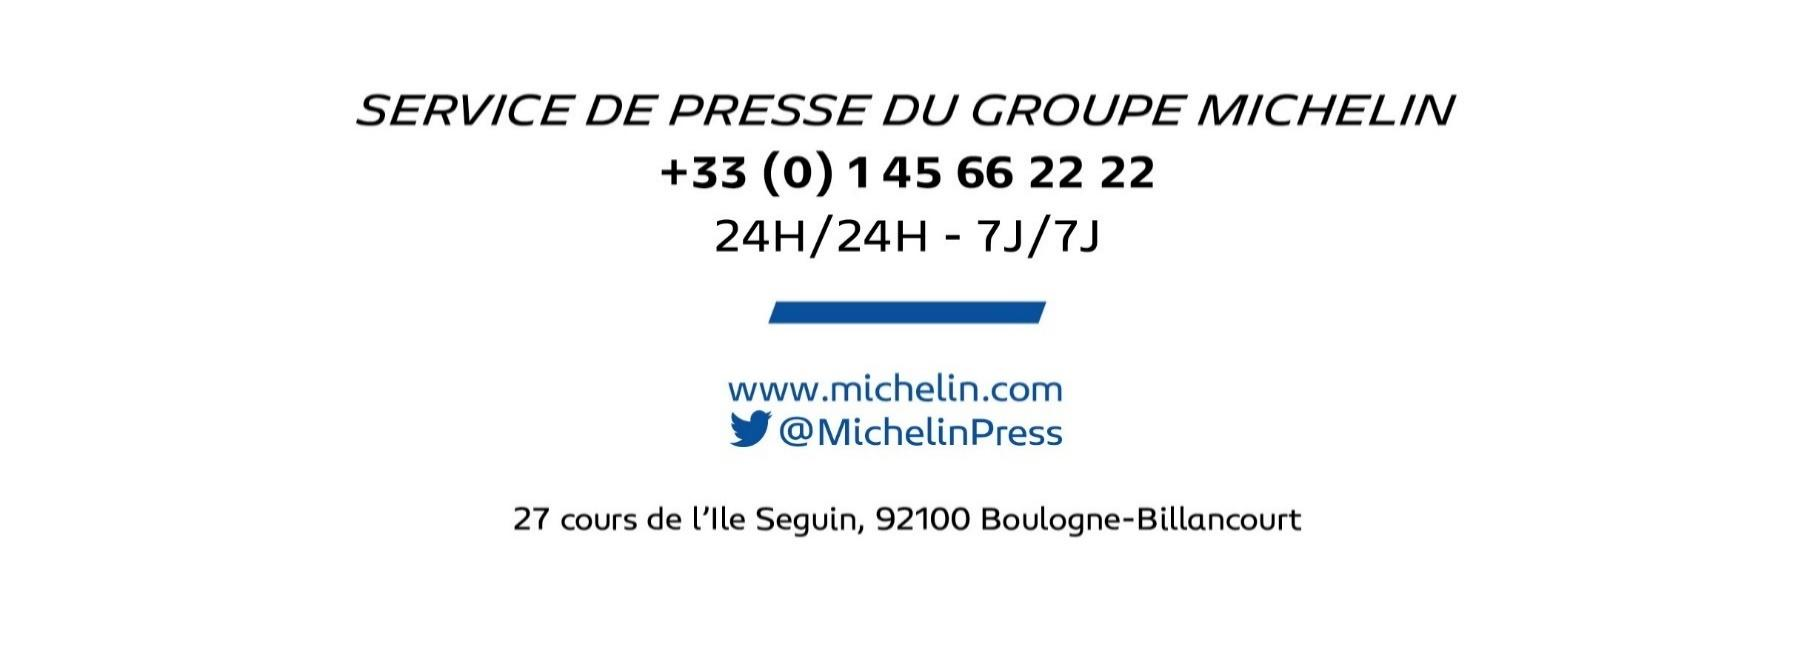 SERVICE DE PRESSE DU GROUPE MICHELIN
+33 (0) 1 45 66 22 22
24H/24H - 7J/7J
www.michelin.com
@MichelinPress
27 cours de l’Ile Seguin, 92100 Boulogne-Billancourt